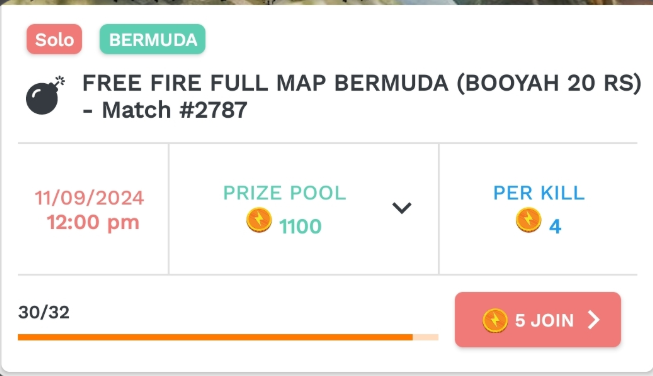 Solo
BERMUDA
FREE FIRE FULL MAP BERMUDA (BOOYAH 20 RS)
- Match #2787
11/09/2024
12:00 pm
PRIZE POOL
1100
PER KILL
4
30/32
5 JOIN